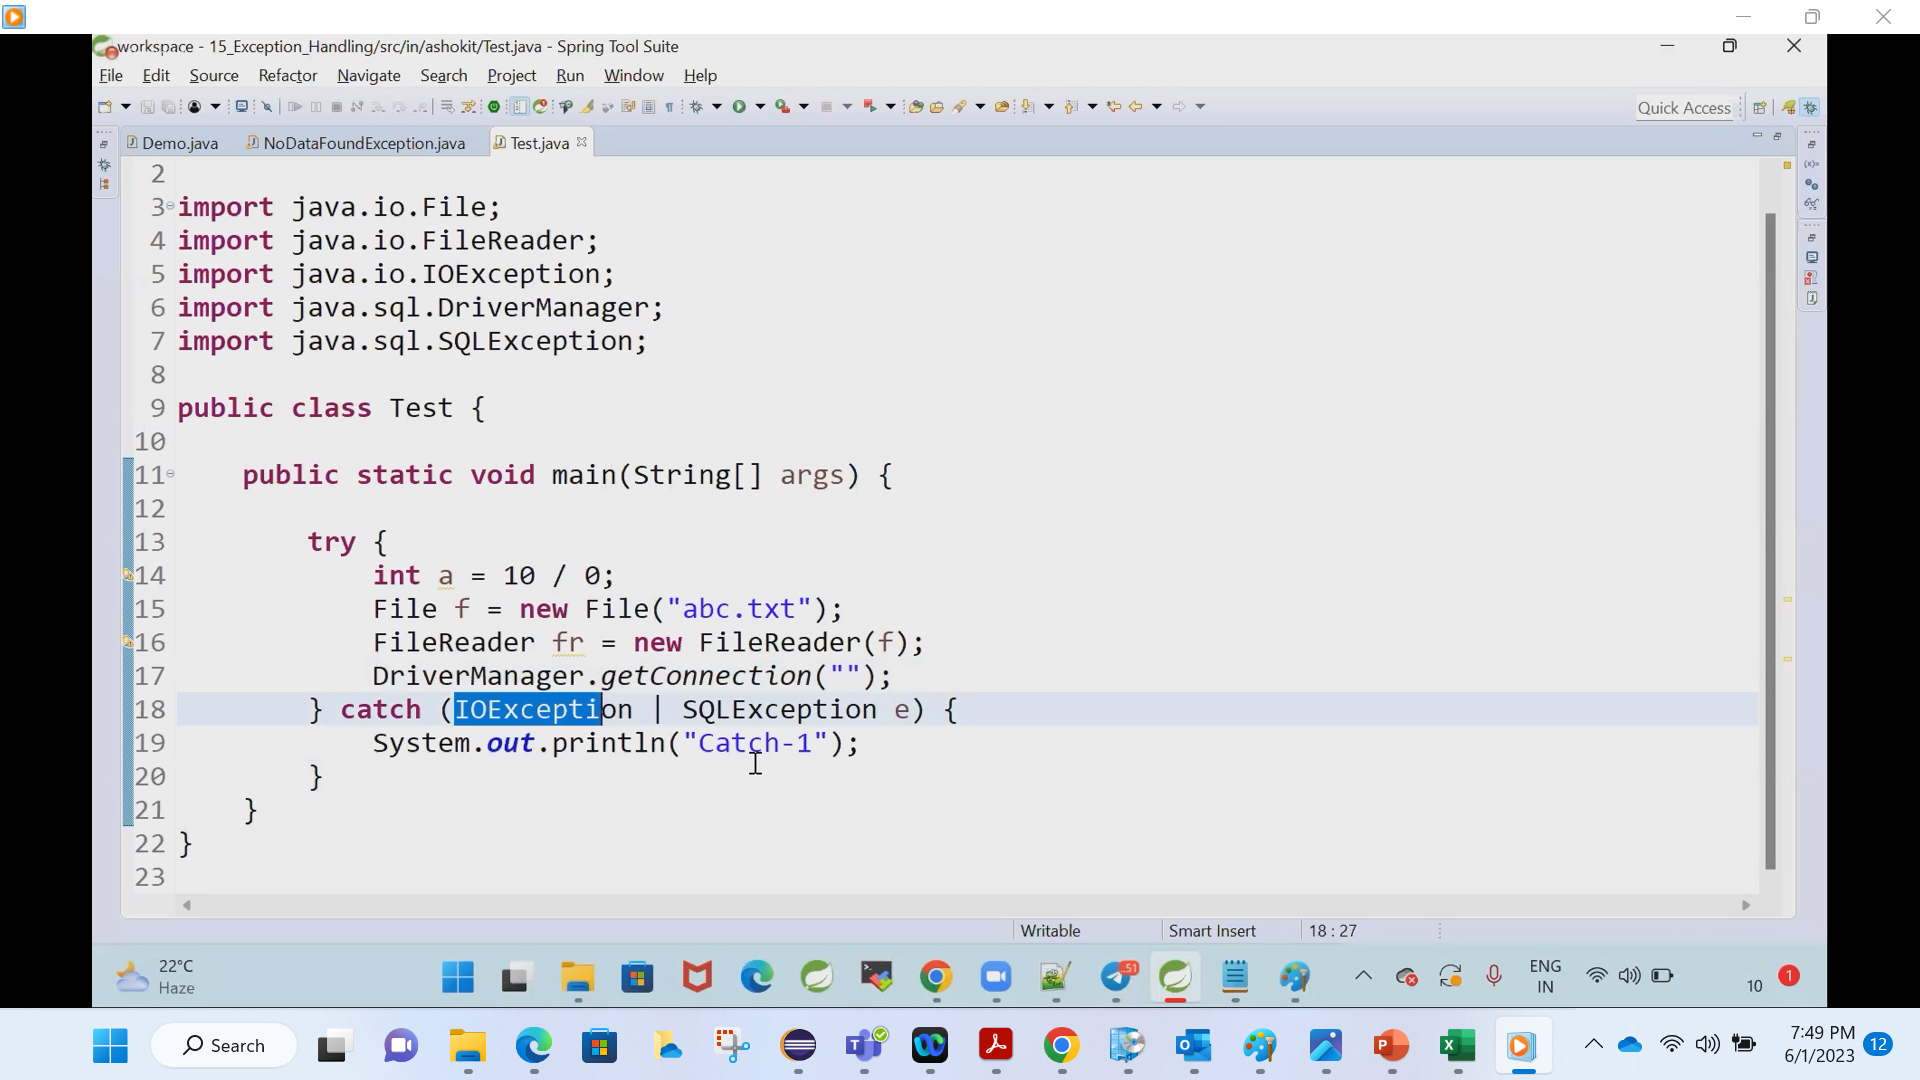 workspace - 15_Exception_Handling/src/in/ashokit/Test.java - Spring Tool Suite
File Edit Source Refactor Navigate Search Project Run Window Help
Quick Access
Demo.java NoDataFoundException.java Test.java
2
3 import java.io.File;
4 import java.io.FileReader;
5 import java.io.IOException;
6 import java.sql.DriverManager;
7 import java.sql.SQLException;
8
9 public class Test {
10
11 public static void main(String[] args) {
12
13 try {
14 int a = 10 / 0;
15 File f = new File("abc.txt");
16 FileReader fr = new FileReader(f);
17 DriverManager.getConnection("");
18 } catch (IOException | SQLException e) {
19 System.out.println("Catch-1");
20 }
21 }
22 }
23
Writable Smart Insert 18 : 27
22°C
Haze
51
ENG
IN
10 1
Search
7:49 PM
6/1/2023
12